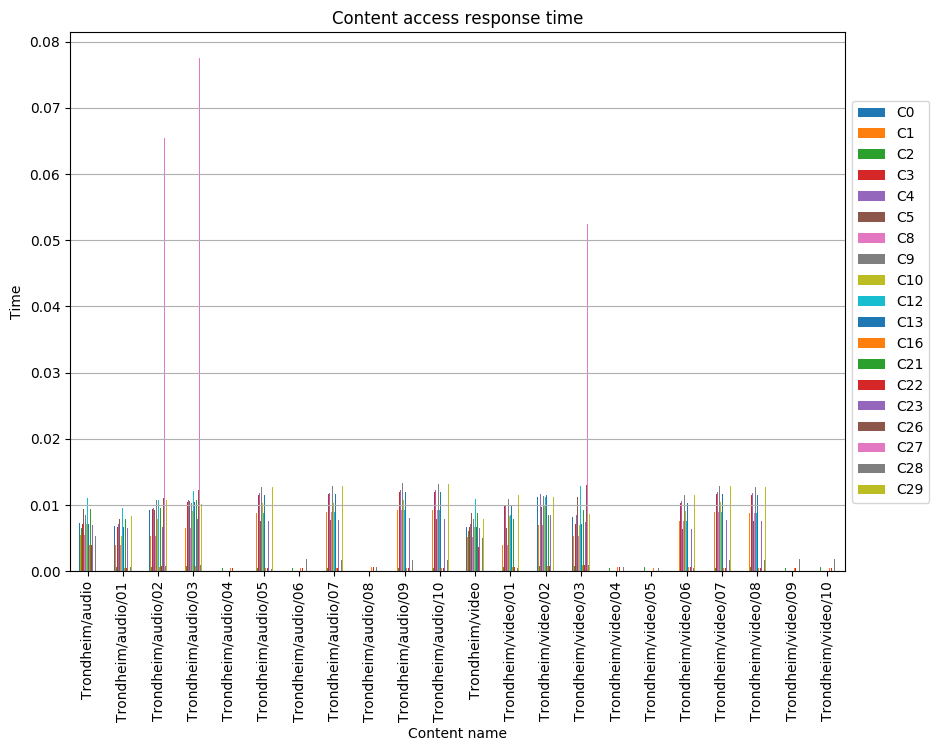 Content access response time
0.08
0.07
0.06
0.05
0.04
0.03
0.02
0.01
0.00
Time
Trondheim/audio
Trondheim/audio/01
Trondheim/audio/02
Trondheim/audio/03
Trondheim/audio/04
Trondheim/audio/05
Trondheim/audio/06
Trondheim/audio/07
Trondheim/audio/08
Trondheim/audio/09
Trondheim/audio/10
Trondheim/video
Trondheim/video/01
Trondheim/video/02
Trondheim/video/03
Trondheim/video/04
Trondheim/video/05
Trondheim/video/06
Trondheim/video/07
Trondheim/video/08
Trondheim/video/09
Trondheim/video/10
Content name
C0
C1
C2
C3
C4
C5
C8
C9
C10
C12
C13
C16
C21
C22
C23
C26
C27
C28
C29